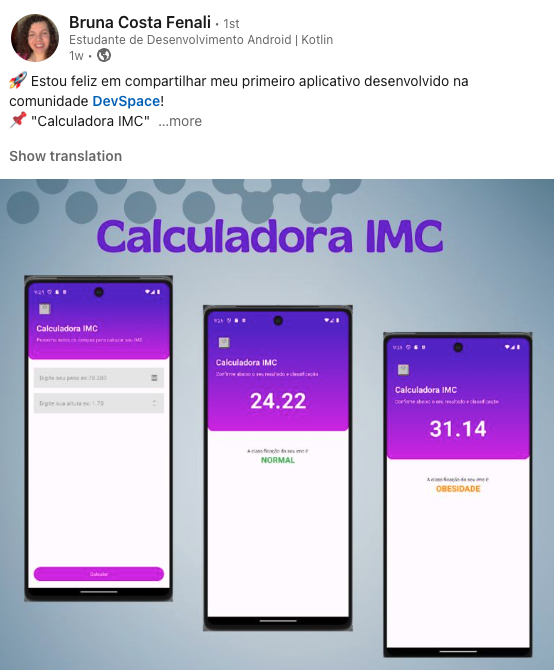 Bruna Costa Fenali • 1st
Estudante de Desenvolvimento Android | Kotlin
1w •
🚀 Estou feliz em compartilhar meu primeiro aplicativo desenvolvido na
comunidade DevSpace!
📌 "Calculadora IMC" ...more
Show translation
Calculadora IMC
9:21
Calculadora IMC
Preencha todos os campos para calcular seu IMC
Digite seu peso ex: 70.200
Digite sua altura ex: 1.70
Calcular
Calculadora IMC
Confirme abaixo o seu resultado e classificação
24.22
A classificação do seu imc é
NORMAL
Calculadora IMC
Confirme abaixo o seu resultado e classificação
31.14
A classificação do seu imc é
OBESIDADE